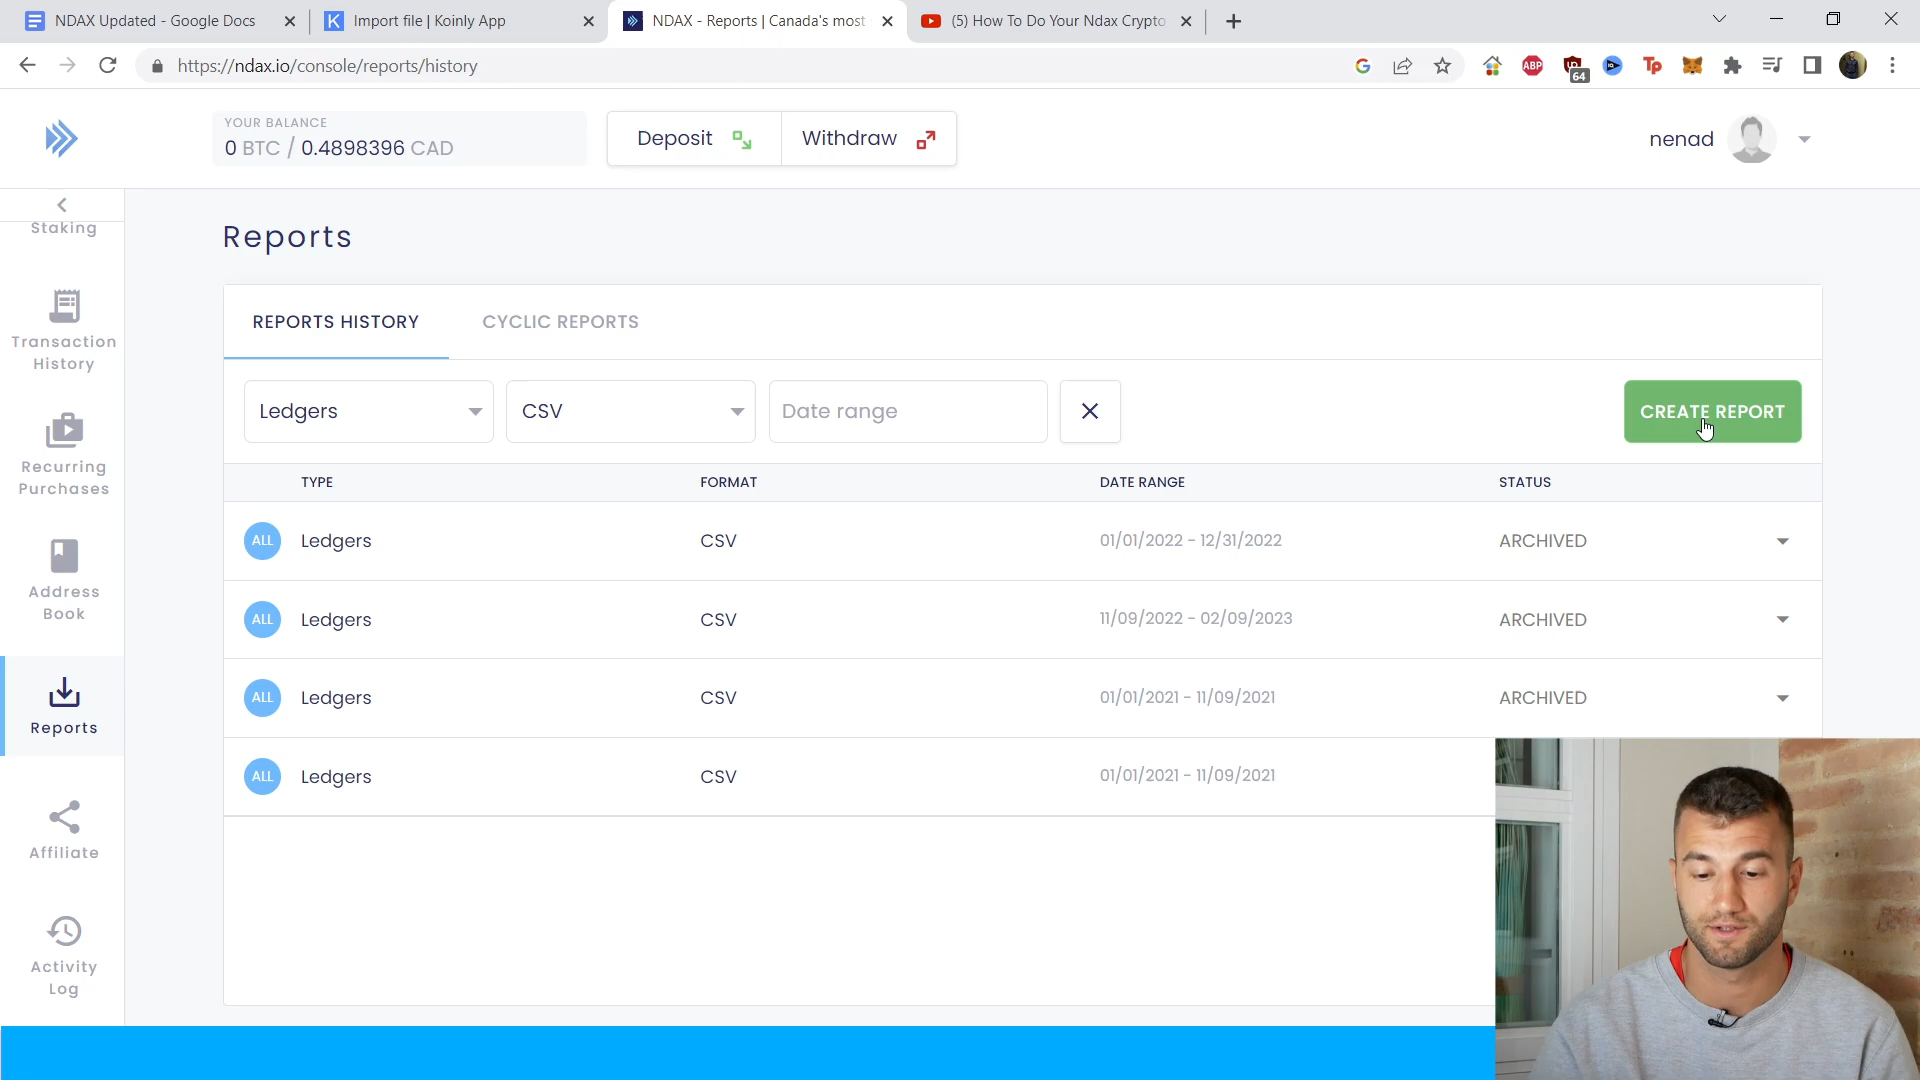 NDAX Updated - Google Docs
Import file | Koinly App
NDAX - Reports | Canada's most
(5) How To Do Your Ndax Crypto
https://ndax.io/console/reports/history
ABP
64
Tp
YOUR BALANCE
0 BTC / 0.4898396 CAD
Deposit
Withdraw
nenad
Staking
Transaction
History
Recurring
Purchases
Address
Book
Reports
Affiliate
Activity
Log
Reports
REPORTS HISTORY
CYCLIC REPORTS
Ledgers
CSV
Date range
CREATE REPORT
TYPE FORMAT DATE RANGE STATUS
ALL Ledgers CSV 01/01/2022 - 12/31/2022 ARCHIVED
ALL Ledgers CSV 11/09/2022 - 02/09/2023 ARCHIVED
ALL Ledgers CSV 01/01/2021 - 11/09/2021 ARCHIVED
ALL Ledgers CSV 01/01/2021 - 11/09/2021